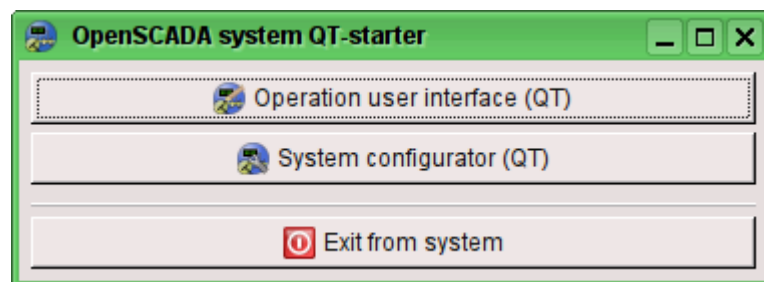 OpenSCADA system QT-starter
Operation user interface (QT)
System configurator (QT)
Exit from system